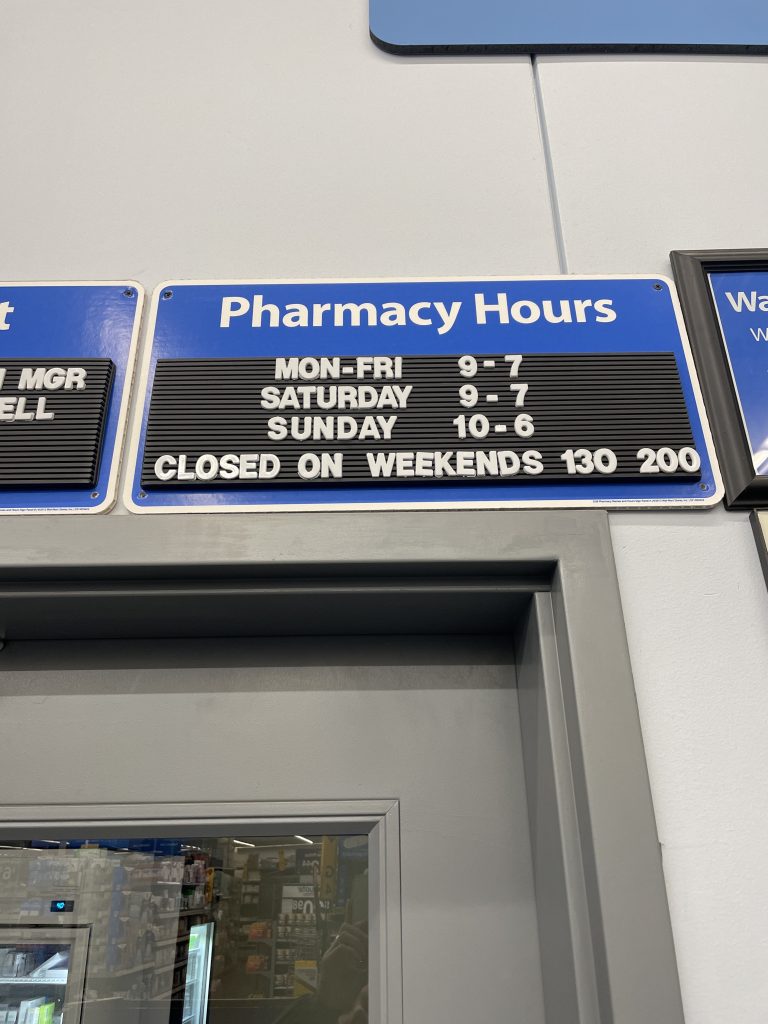 t
MGR
ELL
Pharmacy Hours
MON-FRI 9-7
SATURDAY 9-7
SUNDAY 10-6
CLOSED ON WEEKENDS 130 200
Wa
W